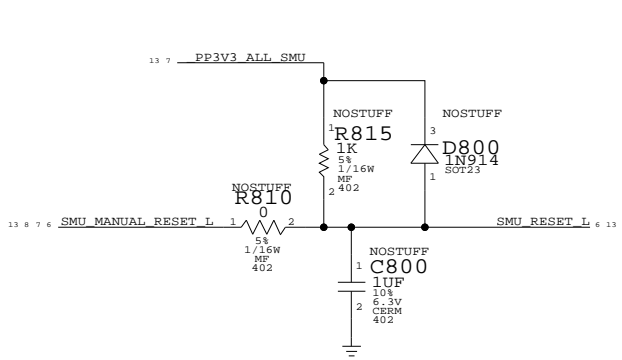 13 7 PP3V3_ALL_SMU
NOSTUFF
1
R815
1K
5%
1/16W
MF
402
2
NOSTUFF
3
D800
1N914
SOT23
1
NOSTUFF
R810
0
13 8 7 6 SMU_MANUAL_RESET_L 1 2
5%
1/16W
MF
402
SMU_RESET_L 6 13
NOSTUFF
1
C800
1UF
10%
6.3V
CERM
402
2